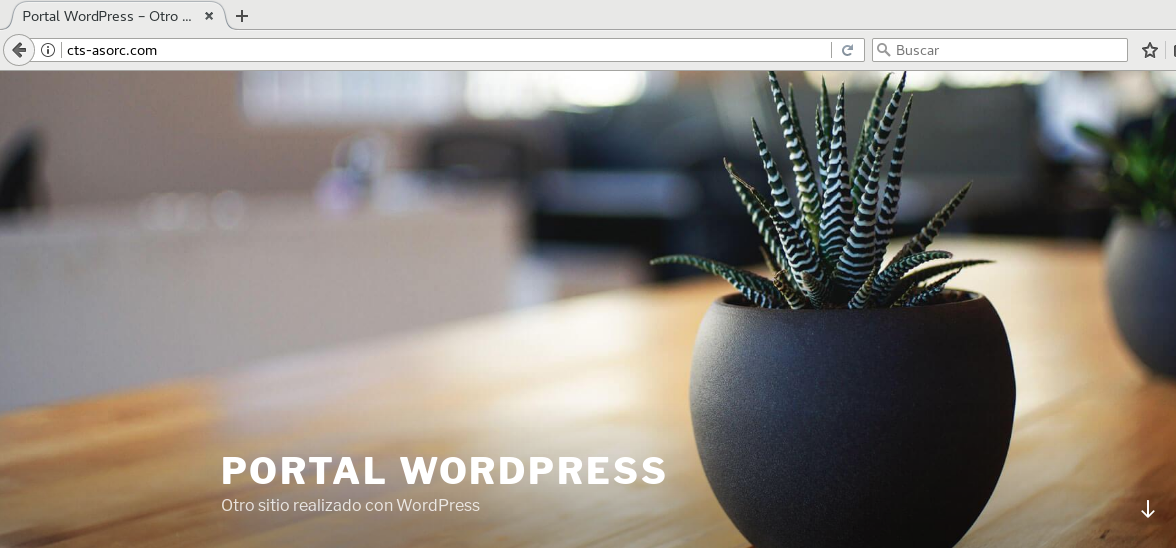 Portal WordPress – Otro ...
cts-asorc.com
Buscar
PORTAL WORDPRESS
Otro sitio realizado con WordPress